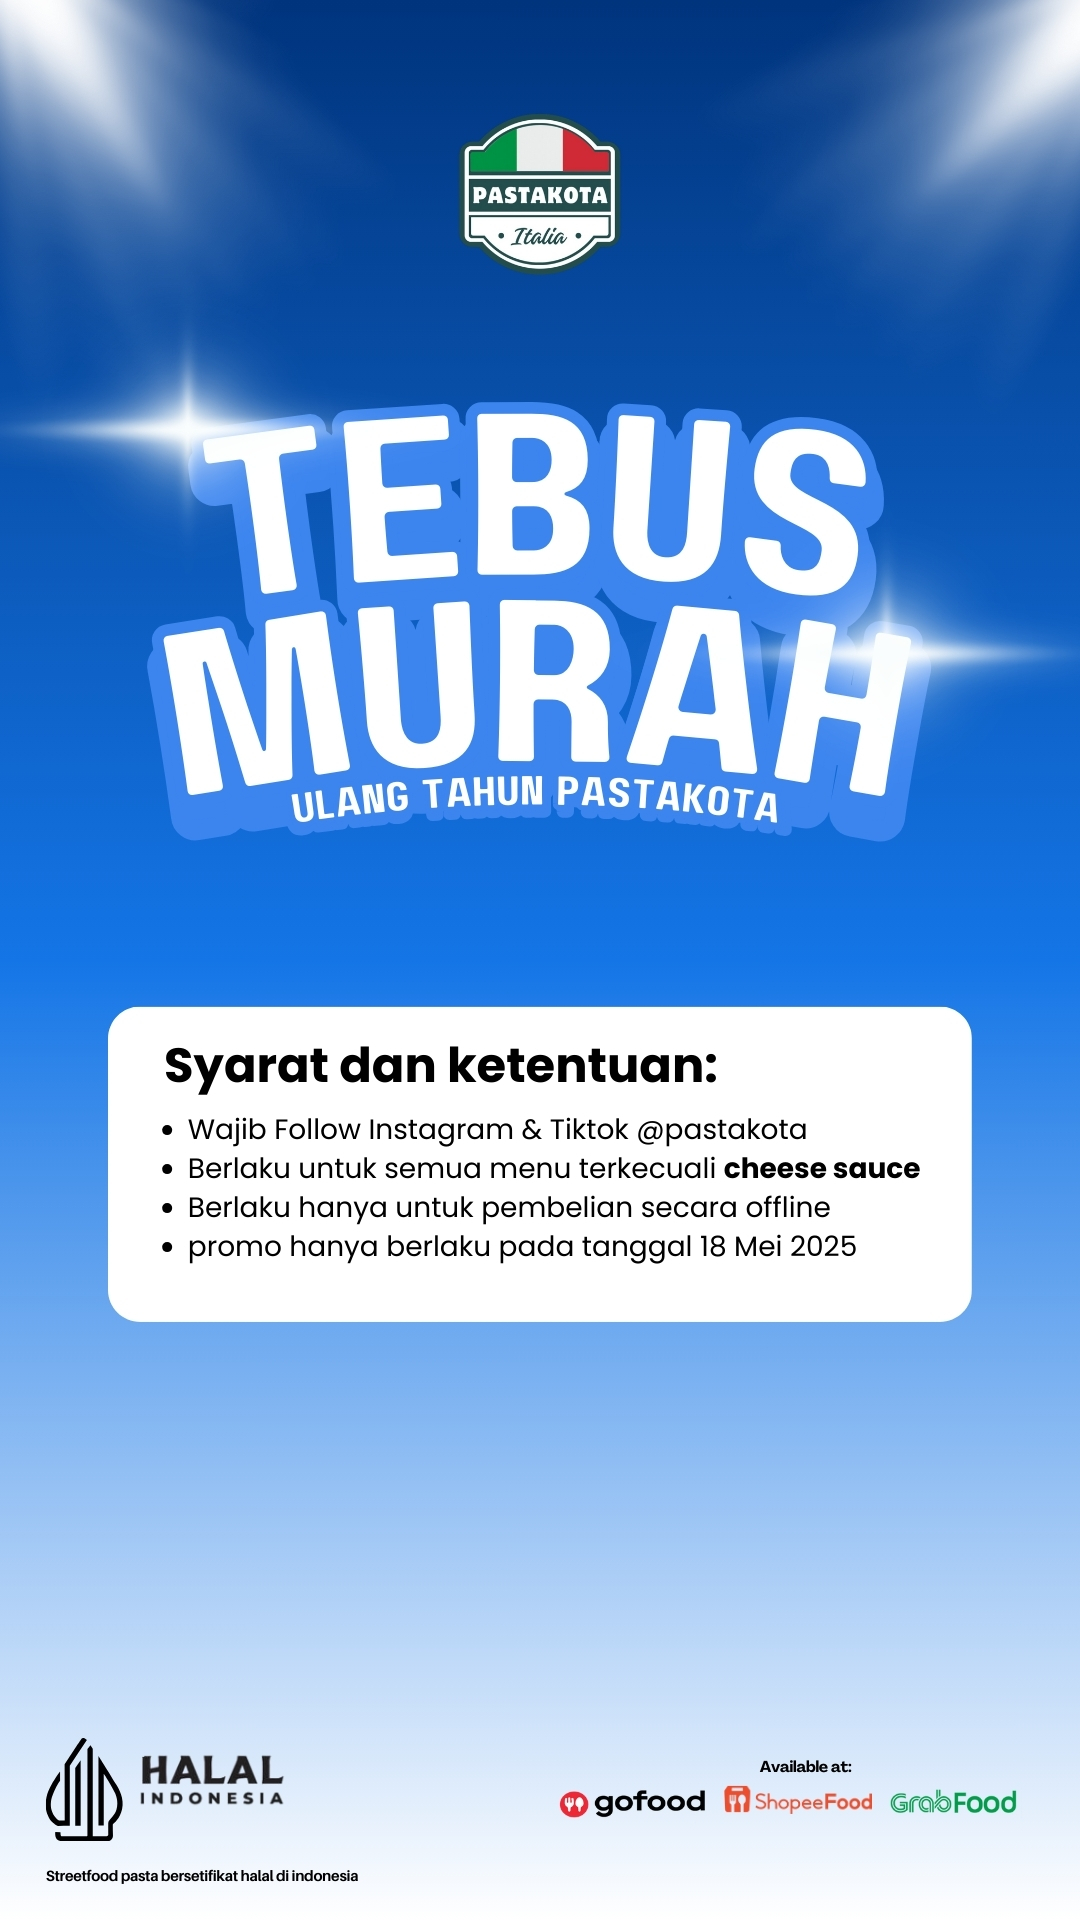 PASTAKOTA
• Italia •
TEBUS
MURAH
ULANG TAHUN PASTAKOTA
Syarat dan ketentuan:
• Wajib Follow Instagram & Tiktok @pastakota
• Berlaku untuk semua menu terkecuali cheese sauce
• Berlaku hanya untuk pembelian secara offline
• promo hanya berlaku pada tanggal 18 Mei 2025
HALAL
INDONESIA
Streetfood pasta bersetifikat halal di indonesia
Available at:
gofood ShopeeFood GrabFood